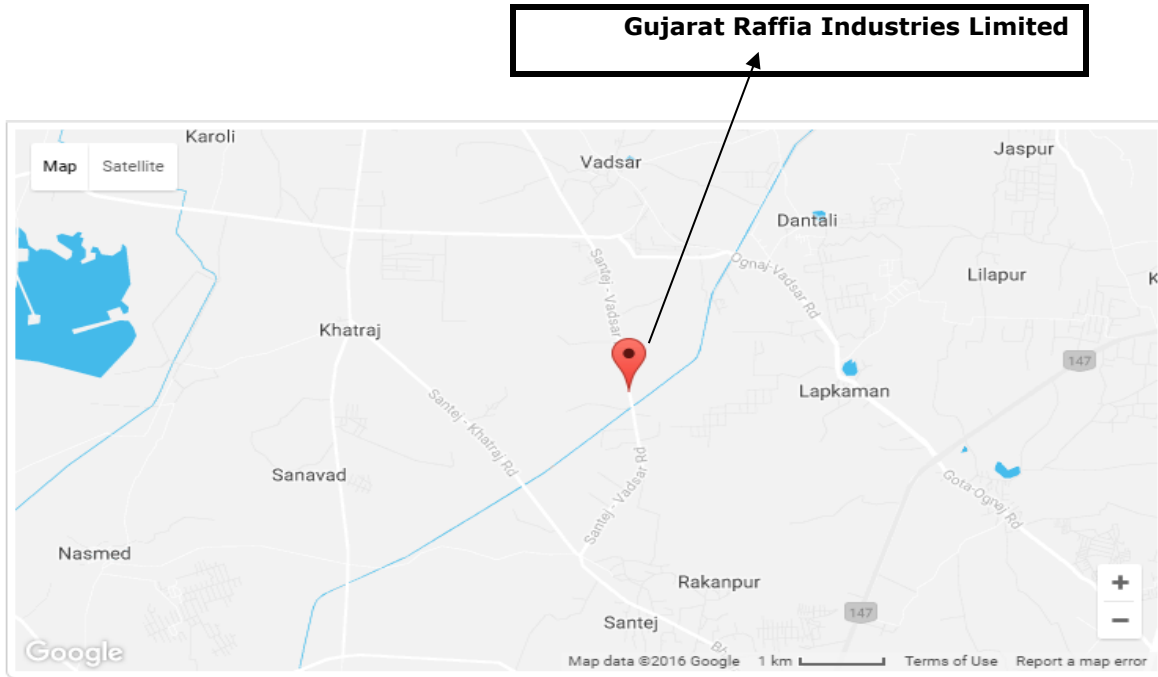 Gujarat Raffia Industries Limited
Karoli
Map Satellite
Vadsar
Jaspur
Dantali
Santej - Vadsar
Ognaj-Vadsar Rd
Lilapur
K
Khatraj
147
Lapkaman
Santej - Khatraj Rd
Santej - Vadsar Rd
Sanavad
Gota-Ognaj Rd
Nasmed
Rakanpur
+
147
Santej
−
Google
Map data ©2016 Google 1 km Terms of Use Report a map error